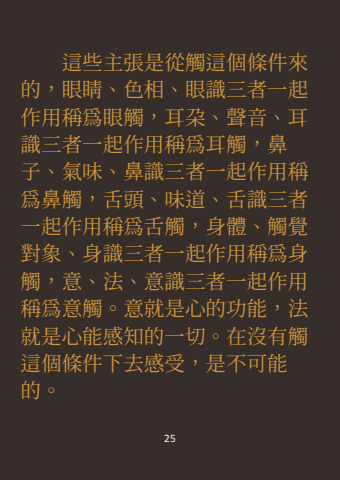 這些主張是從觸這個條件來
的，眼睛、色相、眼識三者一起
作用稱爲眼觸，耳朶、聲音、耳
識三者一起作用稱爲耳觸，鼻
子、氣味、鼻識三者一起作用稱
爲鼻觸，舌頭、味道、舌識三者
一起作用稱爲舌觸，身體、觸覺
對象、身識三者一起作用稱爲身
觸，意、法、意識三者一起作用
稱爲意觸。意就是心的功能，法
就是心能感知的一切。在沒有觸
這個條件下去感受，是不可能
的。
25